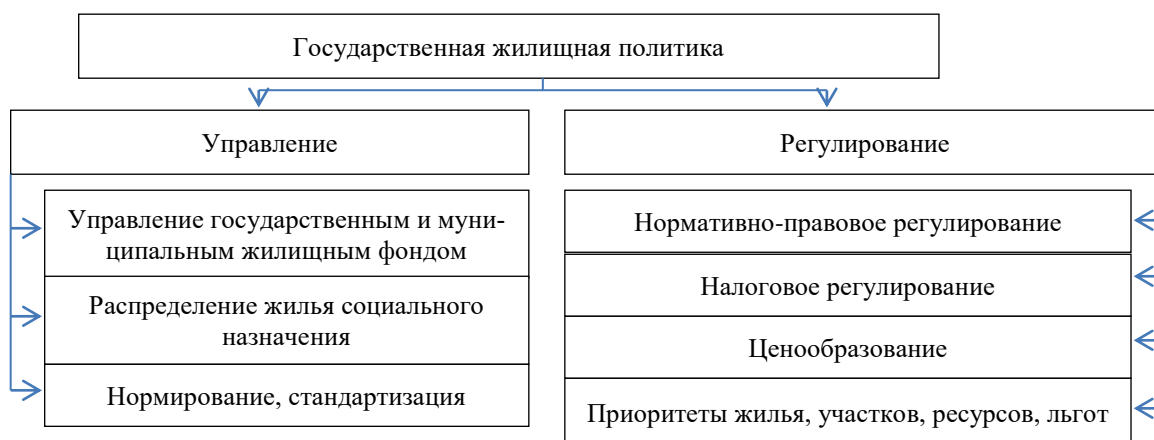 Государственная жилищная политика
Управление
Регулирование
Управление государственным и муни-
ципальным жилищным фондом
Распределение жилья социального
назначения
Нормирование, стандартизация
Нормативно-правовое регулирование
Налоговое регулирование
Ценообразование
Приоритеты жилья, участков, ресурсов, льгот